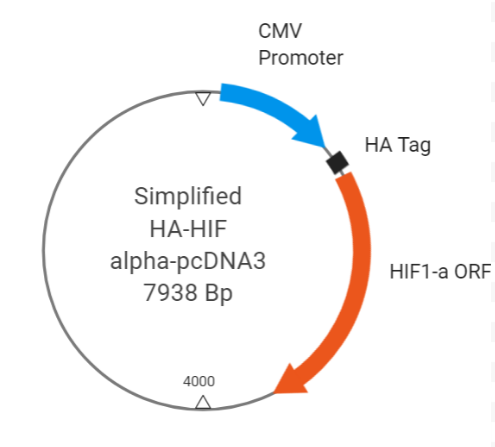 CMV
Promoter
HA Tag
Simplified
HA-HIF
alpha-pcDNA3
7938 Bp
HIF1-a ORF
4000